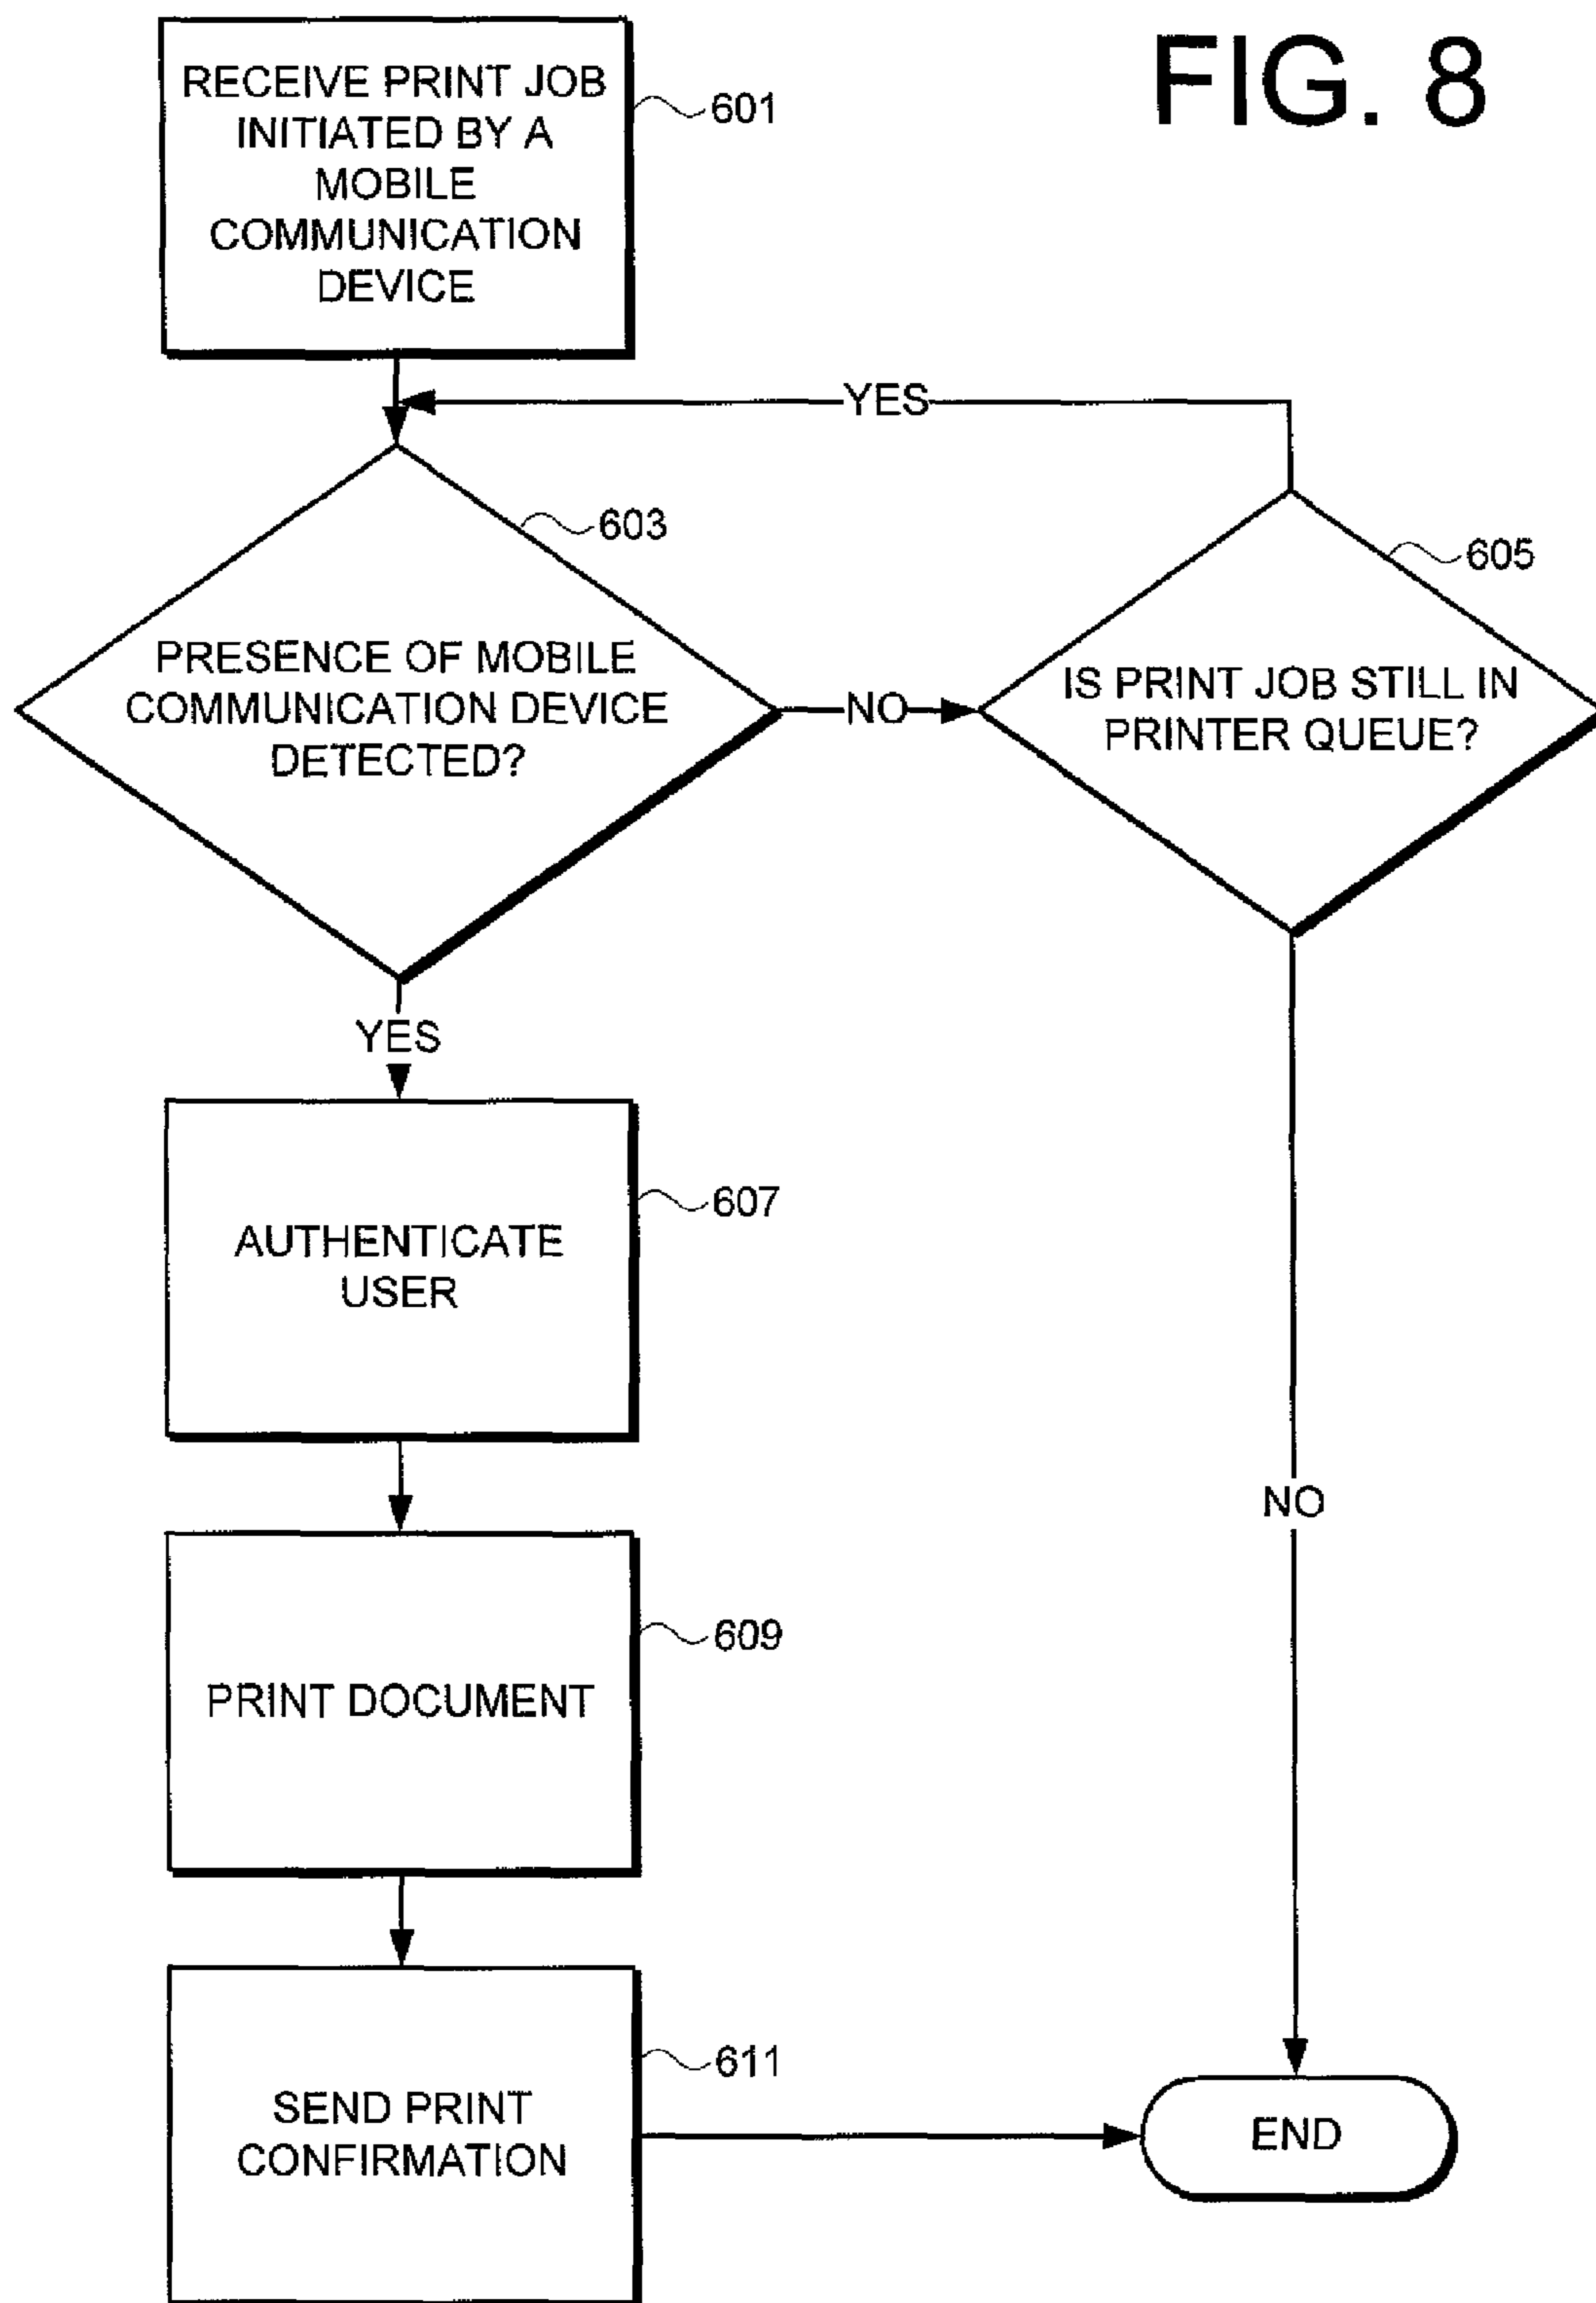 FIG. 8
RECEIVE PRINT JOB
INITIATED BY A
MOBILE
COMMUNICATION
DEVICE
601
YES
603
PRESENCE OF MOBILE
COMMUNICATION DEVICE
DETECTED?
NO
605
IS PRINT JOB STILL IN
PRINTER QUEUE?
YES
607
AUTHENTICATE
USER
NO
609
PRINT DOCUMENT
611
SEND PRINT
CONFIRMATION
END